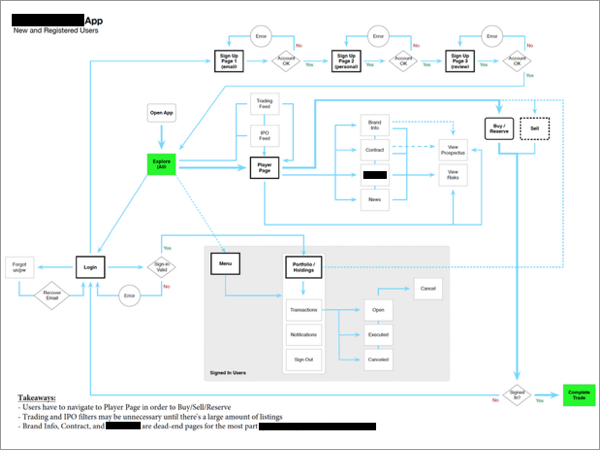 App
New and Registered Users
Error
Error
Error
No
No
No
Sign Up
Page 1
(email)
Account
OK
Yes
Sign Up
Page 2
(personal)
Account
OK
Yes
Sign Up
Page 3
(review)
Account
OK
Yes
Open App
Trading
Feed
IPO
Feed
Explore
(All)
Player
Page
Brand
Info
Contract
News
View
Prospectus
View
Risks
Buy /
Reserve
Sell
Yes
Forgot
us/pw
Login
Sign-in
Valid
No
Recover
Email
Error
Menu
Portfolio /
Holdings
Transactions
Notifications
Sign Out
Open
Executed
Canceled
Cancel
Signed In Users
Signed
In?
No
Yes
Complete
Trade
Takeaways:
- Users have to navigate to Player Page in order to Buy/Sell/Reserve
- Trading and IPO filters may be unnecessary until there's a large amount of listings
- Brand Info, Contract, and are dead-end pages for the most part